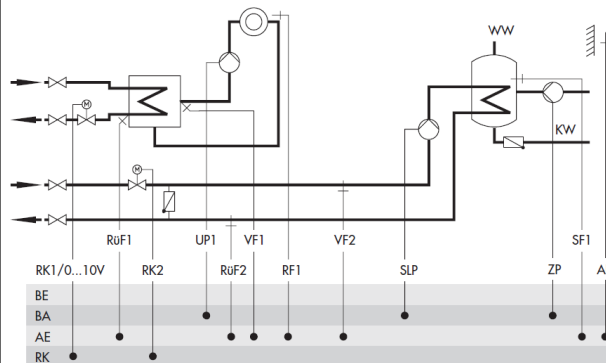 WW
M
KW
M
RüF1 UP1 VF1 VF2 SF1
RK1/0...10V RK2 RüF2 RF1 SLP ZP A
BE
BA
AE
RK